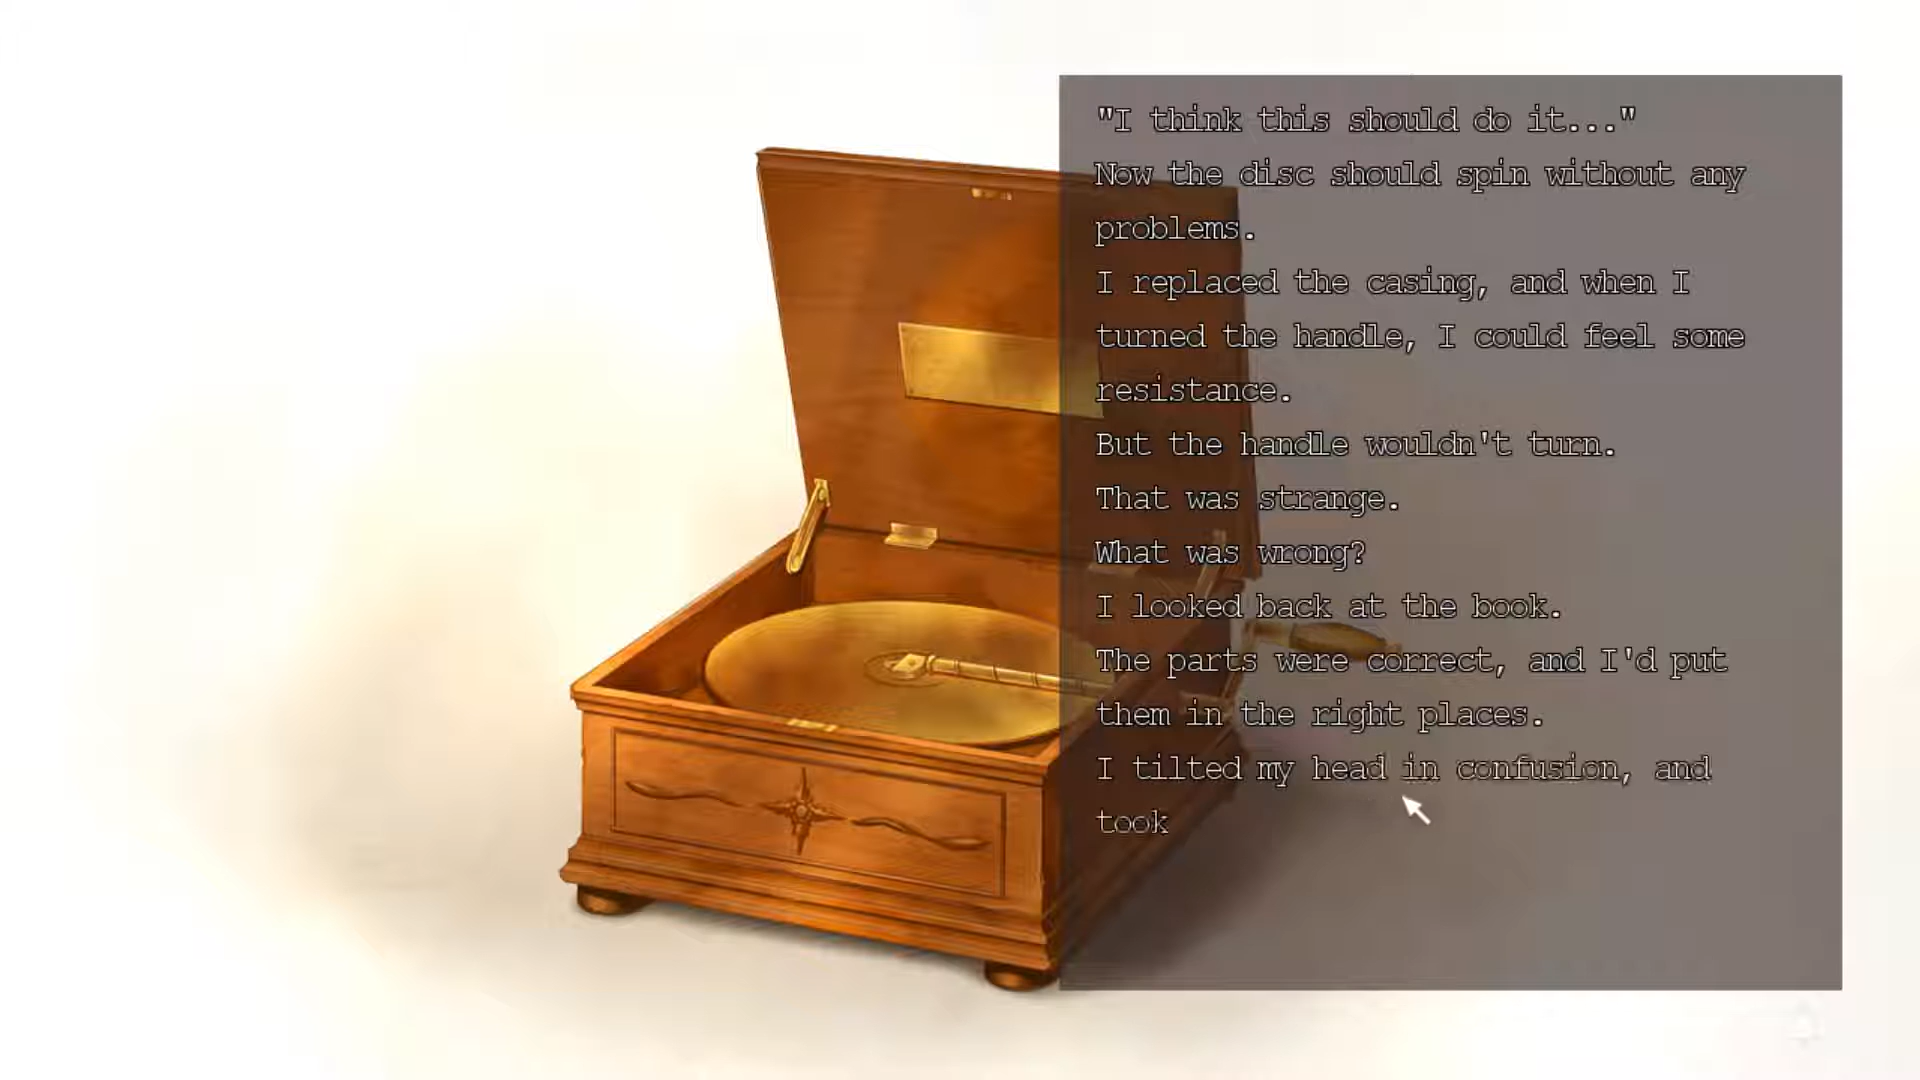 "I think this should do it..."
Now the disc should spin without any
problems.
I replaced the casing, and when I
turned the handle, I could feel some
resistance.
But the handle wouldn't turn.
That was strange.
What was wrong?
I looked back at the book.
The parts were correct, and I'd put
them in the right places.
I tilted my head in confusion, and
took